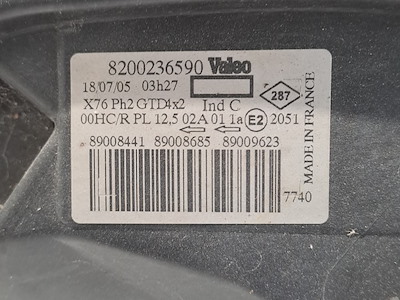 8200236590 Valeo
18/07/05 03h27
X76 Ph2 GTD4x2 Ind C
287
00HC/R PL 12,5 02A 01 1a E2 2051
89008441 89008685 89009623
7740
MADE IN FRANCE